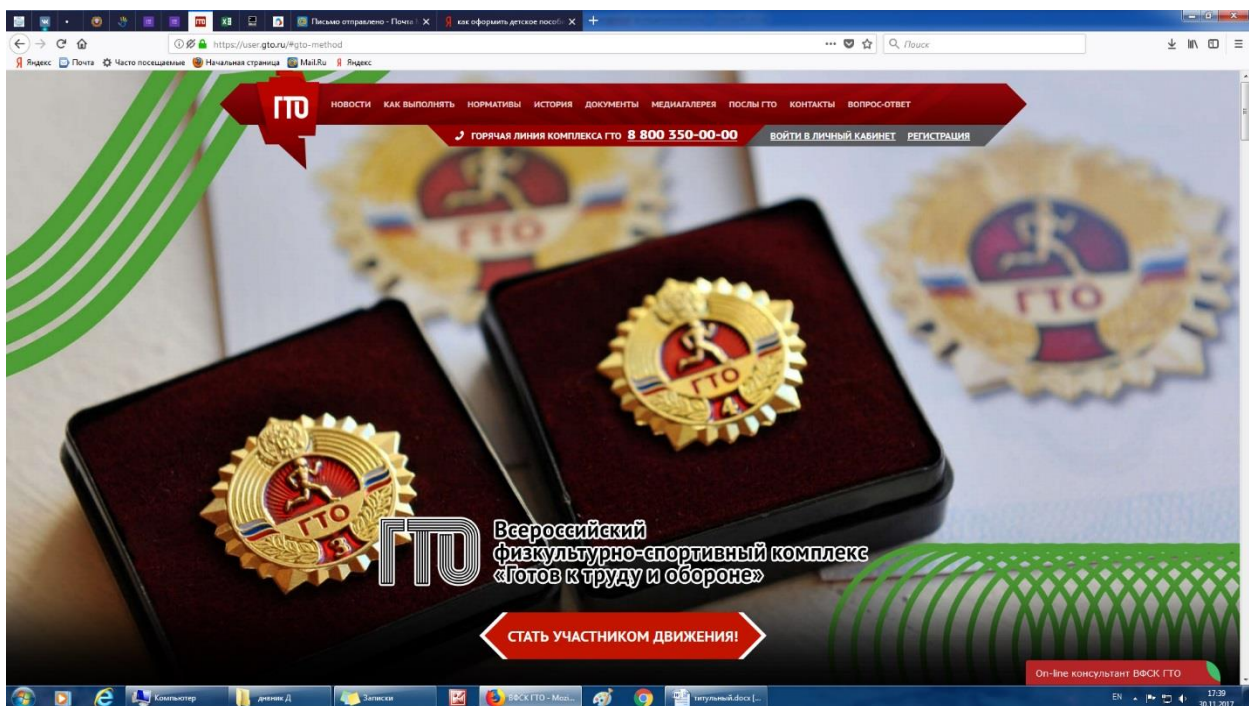 Письмо отправлено - Почта
как оформить детское пособи
https://user.gto.ru/#gto-method
Поиск
Яндекс Почта Часто посещаемые Начальная страница Mail.Ru Яндекс
ГТО
НОВОСТИ КАК ВЫПОЛНЯТЬ НОРМАТИВЫ ИСТОРИЯ ДОКУМЕНТЫ МЕДИАГАЛЕРЕЯ ПОСЛЫ ГТО КОНТАКТЫ ВОПРОС-ОТВЕТ
ГОРЯЧАЯ ЛИНИЯ КОМПЛЕКСА ГТО 8 800 350-00-00 ВОЙТИ В ЛИЧНЫЙ КАБИНЕТ РЕГИСТРАЦИЯ
ГТО
ГТО
ГТО
4
ГТО
3
ГТО
Всероссийский
физкультурно-спортивный комплекс
«Готов к труду и обороне»
СТАТЬ УЧАСТНИКОМ ДВИЖЕНИЯ!
On-line консультант ВФСК ГТО
Компьютер
дневник Д
Записки
ВФСК ГТО - Mozi...
титульный.docx [...
EN
17:39
30.11.2017